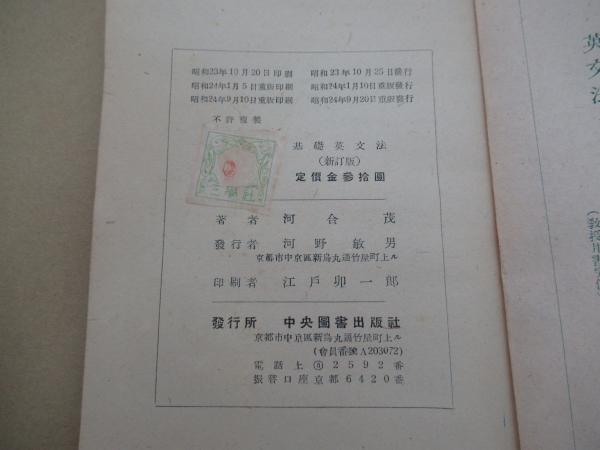 昭和23年10月20日印刷 昭和23年10月25日發行
昭和24年1月5日重版印刷 昭和24年1月10日重版發行
昭和24年9月10日重版印刷 昭和24年9月20日重版發行
不許複製
基礎英文法
(新訂版)
定價金參拾圓
三學莊
著者 河合茂
發行者 河野敏男
京都市中京區新烏丸通竹屋町上ル
印刷者 江戸卯一郎
發行所 中央圖書出版社
京都市中京區新烏丸通竹屋町上ル
(會員番號A203072)
電話上⑧2592番
振替口座京都6420番
英文法